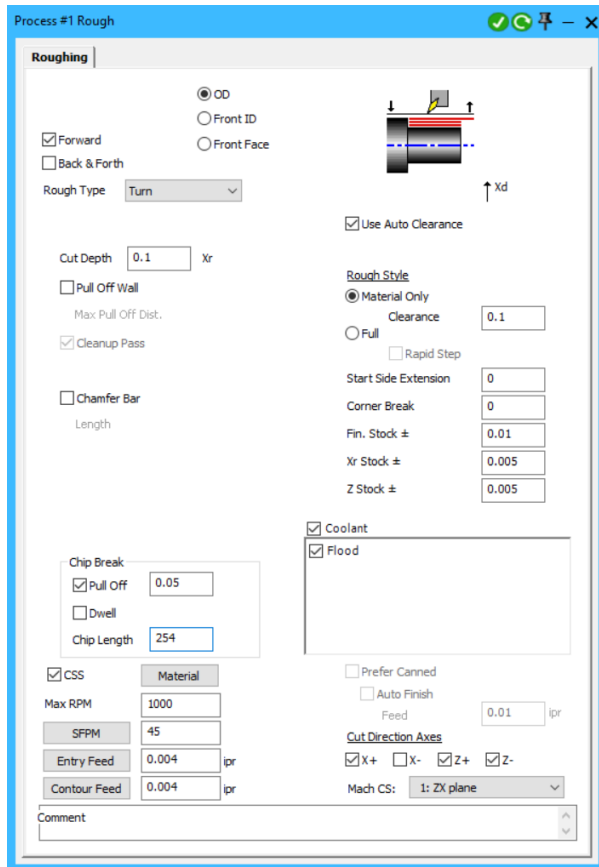 Process #1 Rough
Roughing
OD
Front ID
Forward
Front Face
Back & Forth
Rough Type Turn
Xd
Use Auto Clearance
Cut Depth 0.1 Xr
Rough Style
Pull Off Wall
Material Only
Max Pull Off Dist.
Clearance 0.1
Full
Cleanup Pass
Rapid Step
Start Side Extension 0
Chamfer Bar
Corner Break 0
Length
Fin. Stock ± 0.01
Xr Stock ± 0.005
Z Stock ± 0.005
Coolant
Flood
Chip Break
Pull Off 0.05
Dwell
Chip Length 254
CSS Material
Prefer Canned
Auto Finish
Max RPM 1000
Feed 0.01 ipr
SFPM 45
Cut Direction Axes
Entry Feed 0.004 ipr
X+ X- Z+ Z-
Contour Feed 0.004 ipr
Mach CS: 1: ZX plane
Comment